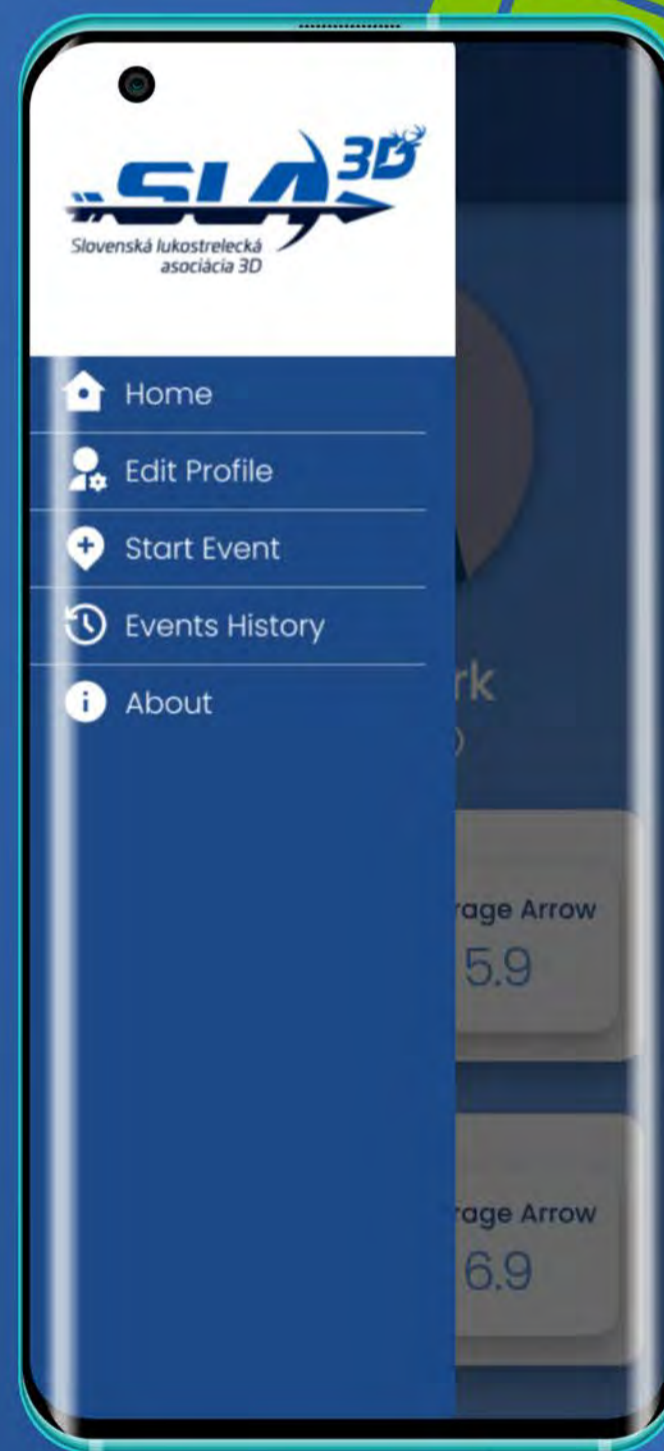 SLA 3D
Slovenská lukostrelecká
asociácia 3D
Home
Edit Profile
Start Event
Events History
About
rk
rage Arrow
5.9
rage Arrow
6.9